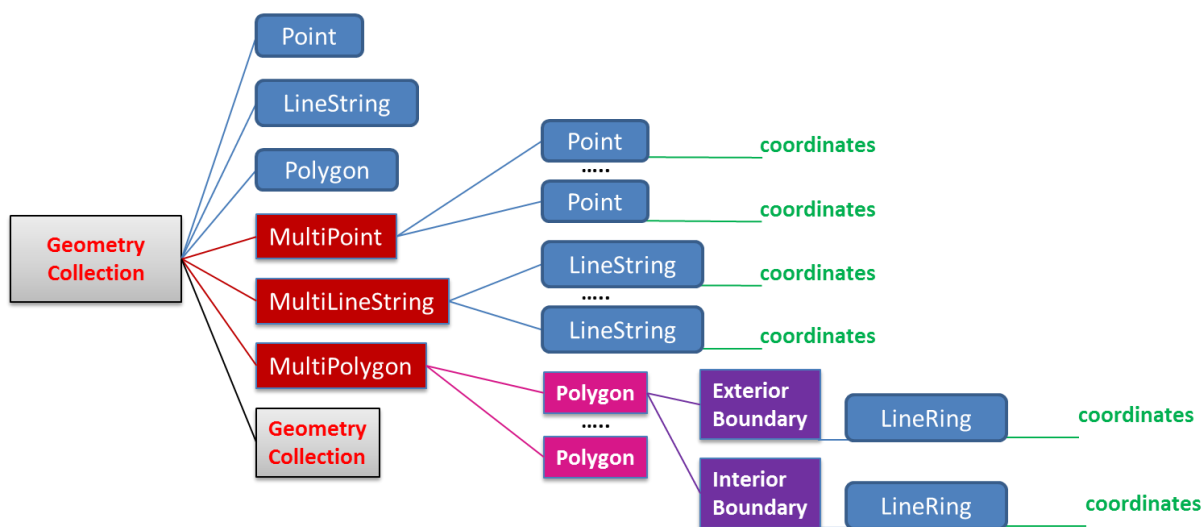 Point
LineString
Polygon
Geometry
Collection
MultiPoint
MultiLineString
MultiPolygon
Geometry
Collection
Point
coordinates
.....
Point
coordinates
LineString
coordinates
.....
LineString
coordinates
Polygon
.....
Polygon
Exterior
Boundary
LineRing
coordinates
Interior
Boundary
LineRing
coordinates